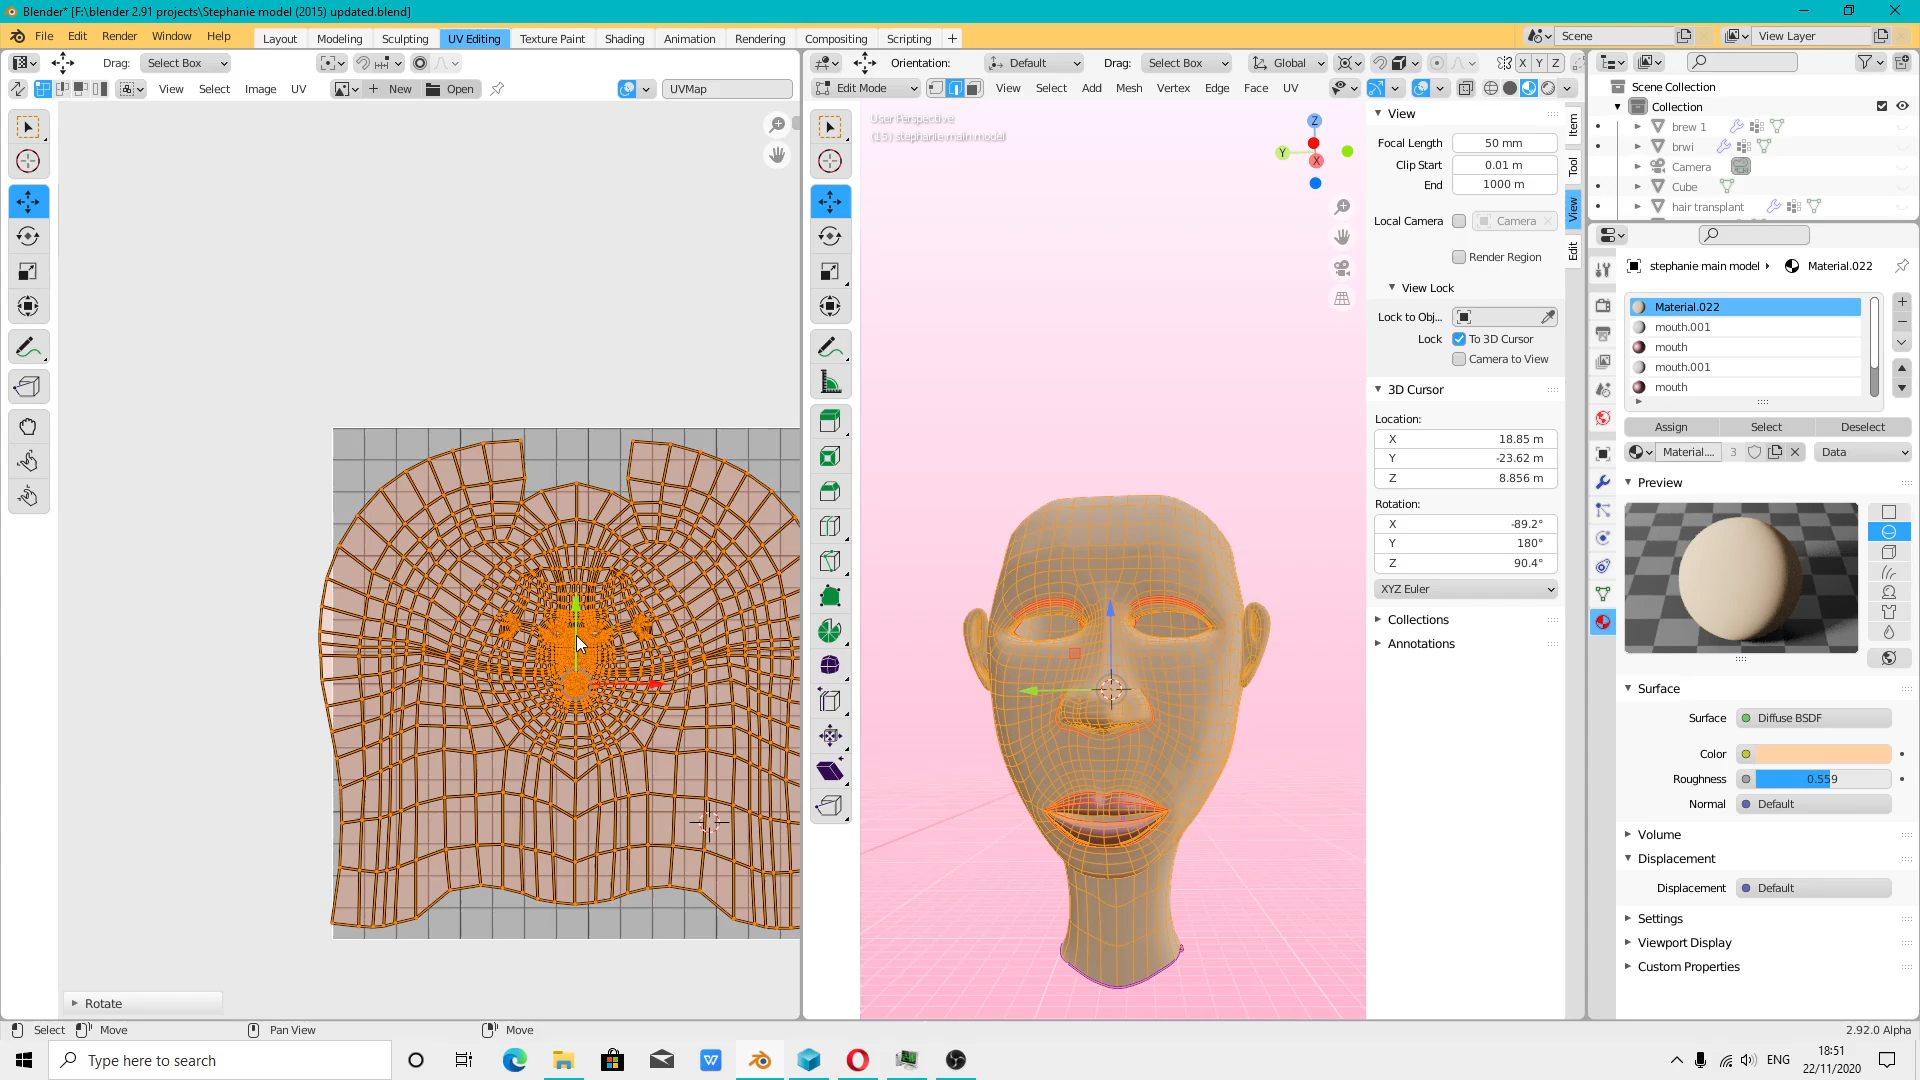 Blender* [F:\blender 2.91 projects\Stephanie model (2015) updated.blend]
File Edit Render Window Help Layout Modeling Sculpting UV Editing Texture Paint Shading Animation Rendering Compositing Scripting + Scene View Layer
Drag: Select Box Orientation: Default Drag: Select Box Global X Y Z
View Select Image UV New Open UVMap Edit Mode View Select Add Mesh Vertex Edge Face UV
User Perspective
(15) stephanie main model
Z
Y
X
View
Focal Length 50 mm
Clip Start 0.01 m
End 1000 m
Local Camera Camera
Render Region
View Lock
Lock to Obj...
Lock To 3D Cursor
Camera to View
3D Cursor
Location:
X 18.85 m
Y -23.62 m
Z 8.856 m
Rotation:
X -89.2°
Y 180°
Z 90.4°
XYZ Euler
Collections
Annotations
Item
Tool
View
Edit
Scene Collection
Collection
brew 1
brwi
Camera
Cube
hair transplant
stephanie main model Material.022
Material.022
mouth.001
mouth
mouth.001
mouth
Assign Select Deselect
Material.... 3 Data
Preview
Surface
Surface Diffuse BSDF
Color
Roughness 0.559
Normal Default
Volume
Displacement
Displacement Default
Settings
Viewport Display
Custom Properties
Rotate
Select Move Pan View Move 2.92.0 Alpha
Type here to search
ENG
18:51
22/11/2020